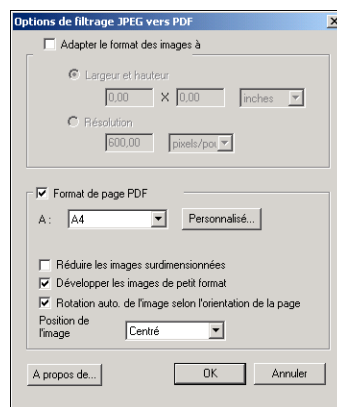 Options de filtrage JPEG vers PDF
Adapter le format des images à
Largeur et hauteur
0,00 X 0,00 inches
Résolution
600,00 pixels/pou
Format de page PDF
A : A4 Personnalisé...
Réduire les images surdimensionnées
Développer les images de petit format
Rotation auto. de l'image selon l'orientation de la page
Position de
l'image Centré
A propos de... OK Annuler